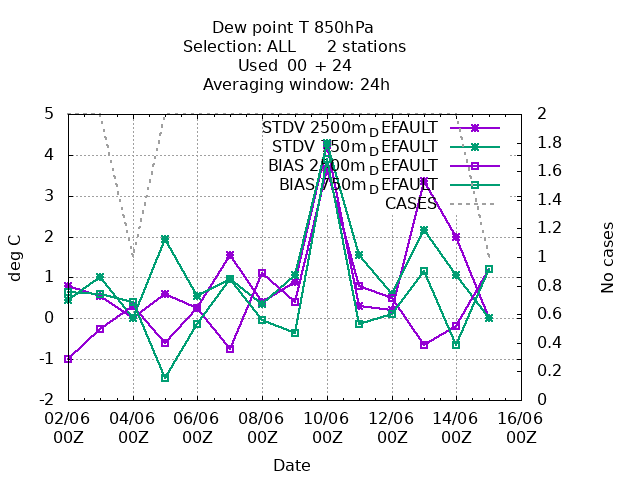 Dew point T 850hPa
Selection: ALL 2 stations
Used 00 + 24
Averaging window: 24h
STDV 2500m_DEFAULT
STDV 750m_DEFAULT
BIAS 2500m_DEFAULT
BIAS 750m_DEFAULT
CASES
5
4
3
2
1
0
-1
-2
deg C
2
1.8
1.6
1.4
1.2
1
0.8
0.6
0.4
0.2
0
No cases
02/06 04/06 06/06 08/06 10/06 12/06 14/06 16/06
00Z 00Z 00Z 00Z 00Z 00Z 00Z 00Z
Date